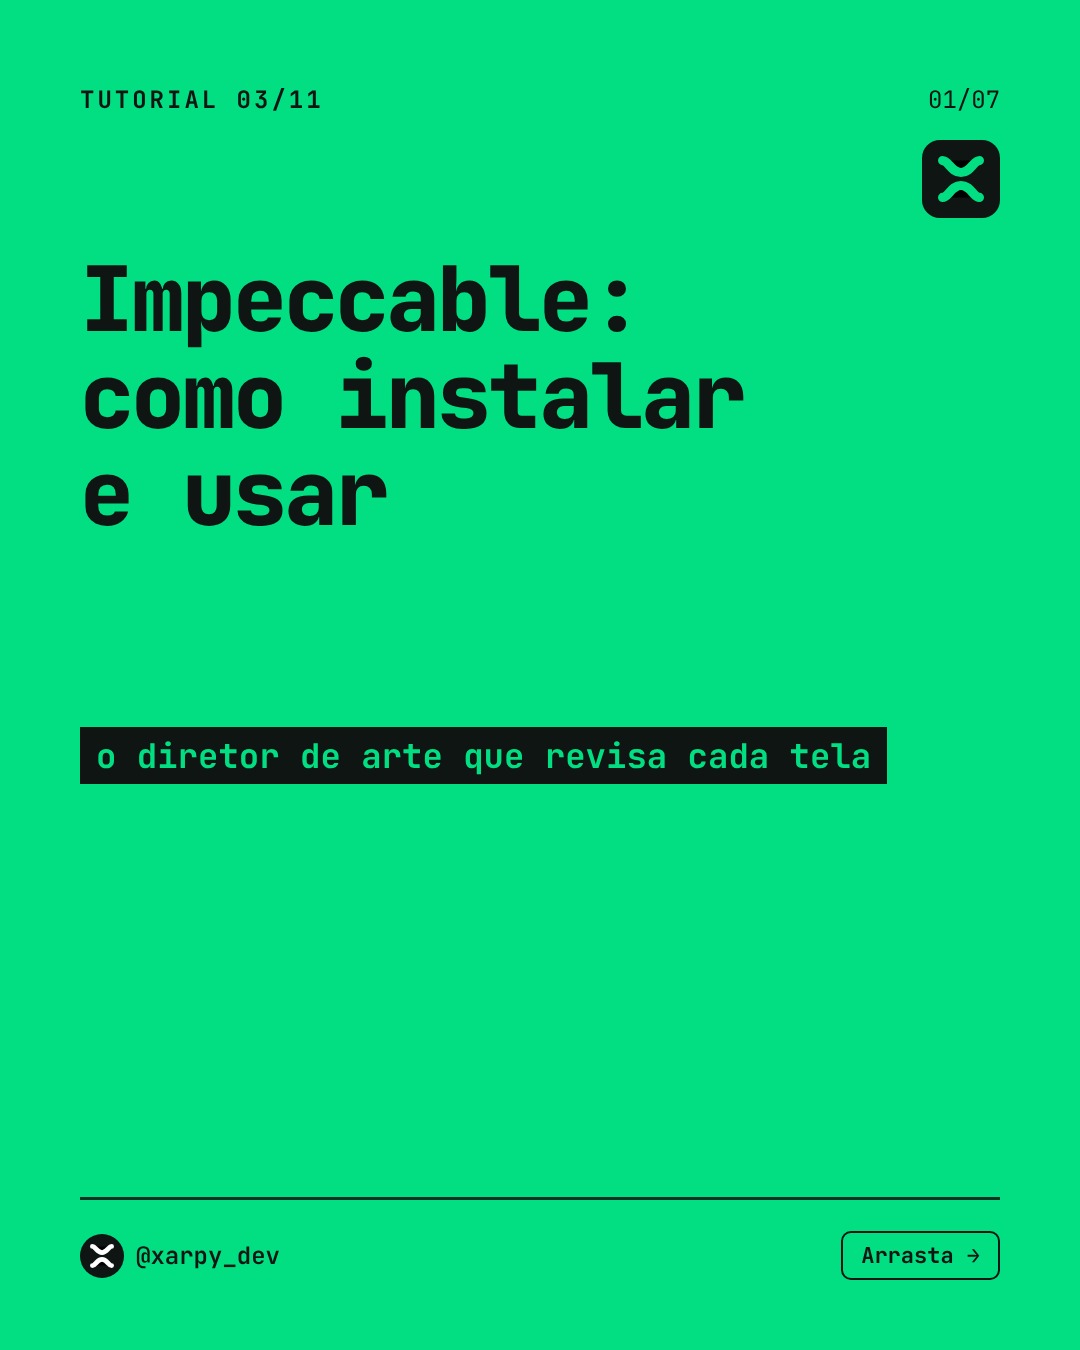 TUTORIAL 03/11
01/07
Impeccable:
como instalar
e usar
o diretor de arte que revisa cada tela
@xarpy_dev
Arrasta →